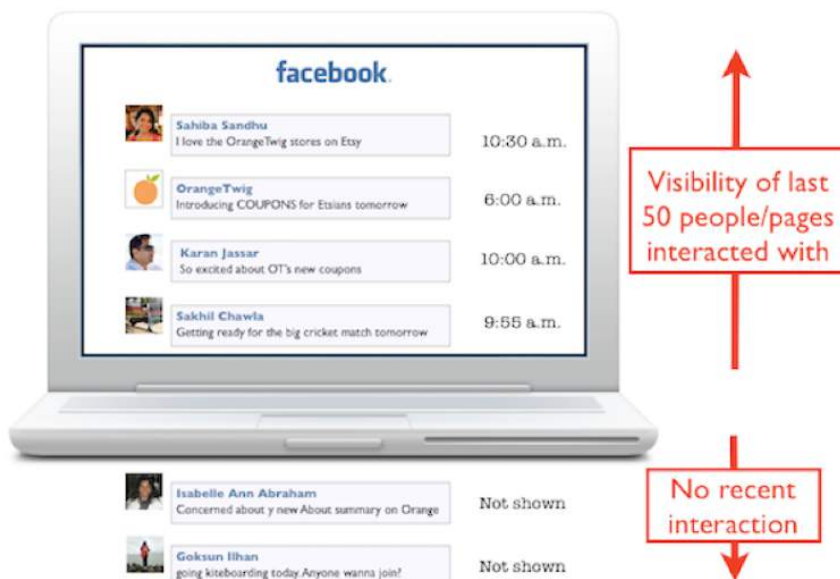 facebook.
Sahiba Sandhu
I love the OrangeTwig stores on Etsy
10:30 a.m.
OrangeTwig
Introducing COUPONS for Etsians tomorrow
6:00 a.m.
Karan Jassar
So excited about OT's new coupons
10:00 a.m.
Sakhil Chawla
Getting ready for the big cricket match tomorrow
9:55 a.m.
Visibility of last
50 people/pages
interacted with
Isabelle Ann Abraham
Concerned about y new About summary on Orange
Not shown
Goksun Ilhan
going kiteboarding today. Anyone wanna join?
Not shown
No recent
interaction